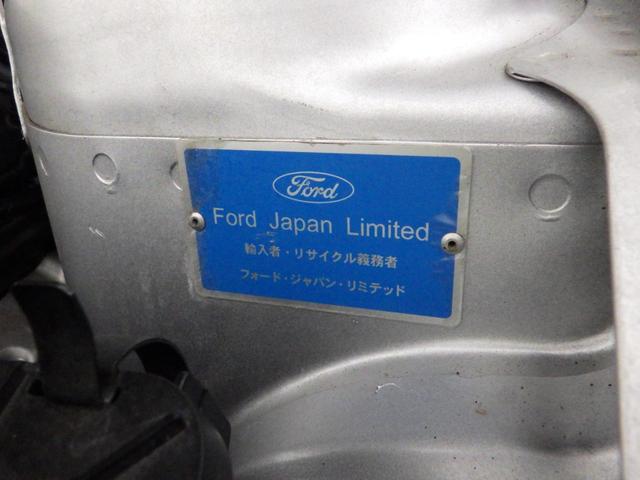 Ford
Ford Japan Limited
輸入者・リサイクル義務者
フォード・ジャパン・リミテッド